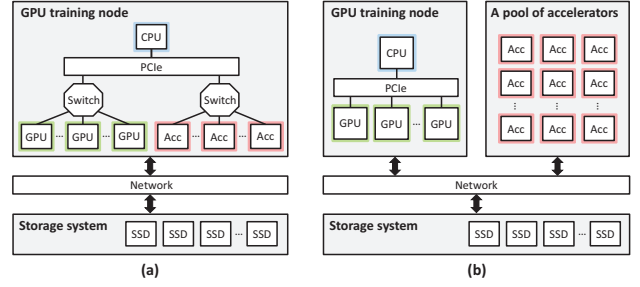 GPU training node
CPU
PCIe
Switch
Switch
GPU ... GPU ... GPU
Acc ... Acc ... Acc
Network
Storage system
SSD SSD SSD ... SSD
(a)
GPU training node
CPU
PCIe
GPU GPU ... GPU
A pool of accelerators
Acc Acc Acc
Acc Acc Acc
⋮ ⋮ ⋮
Acc Acc Acc
Network
Storage system
SSD SSD SSD ... SSD
(b)